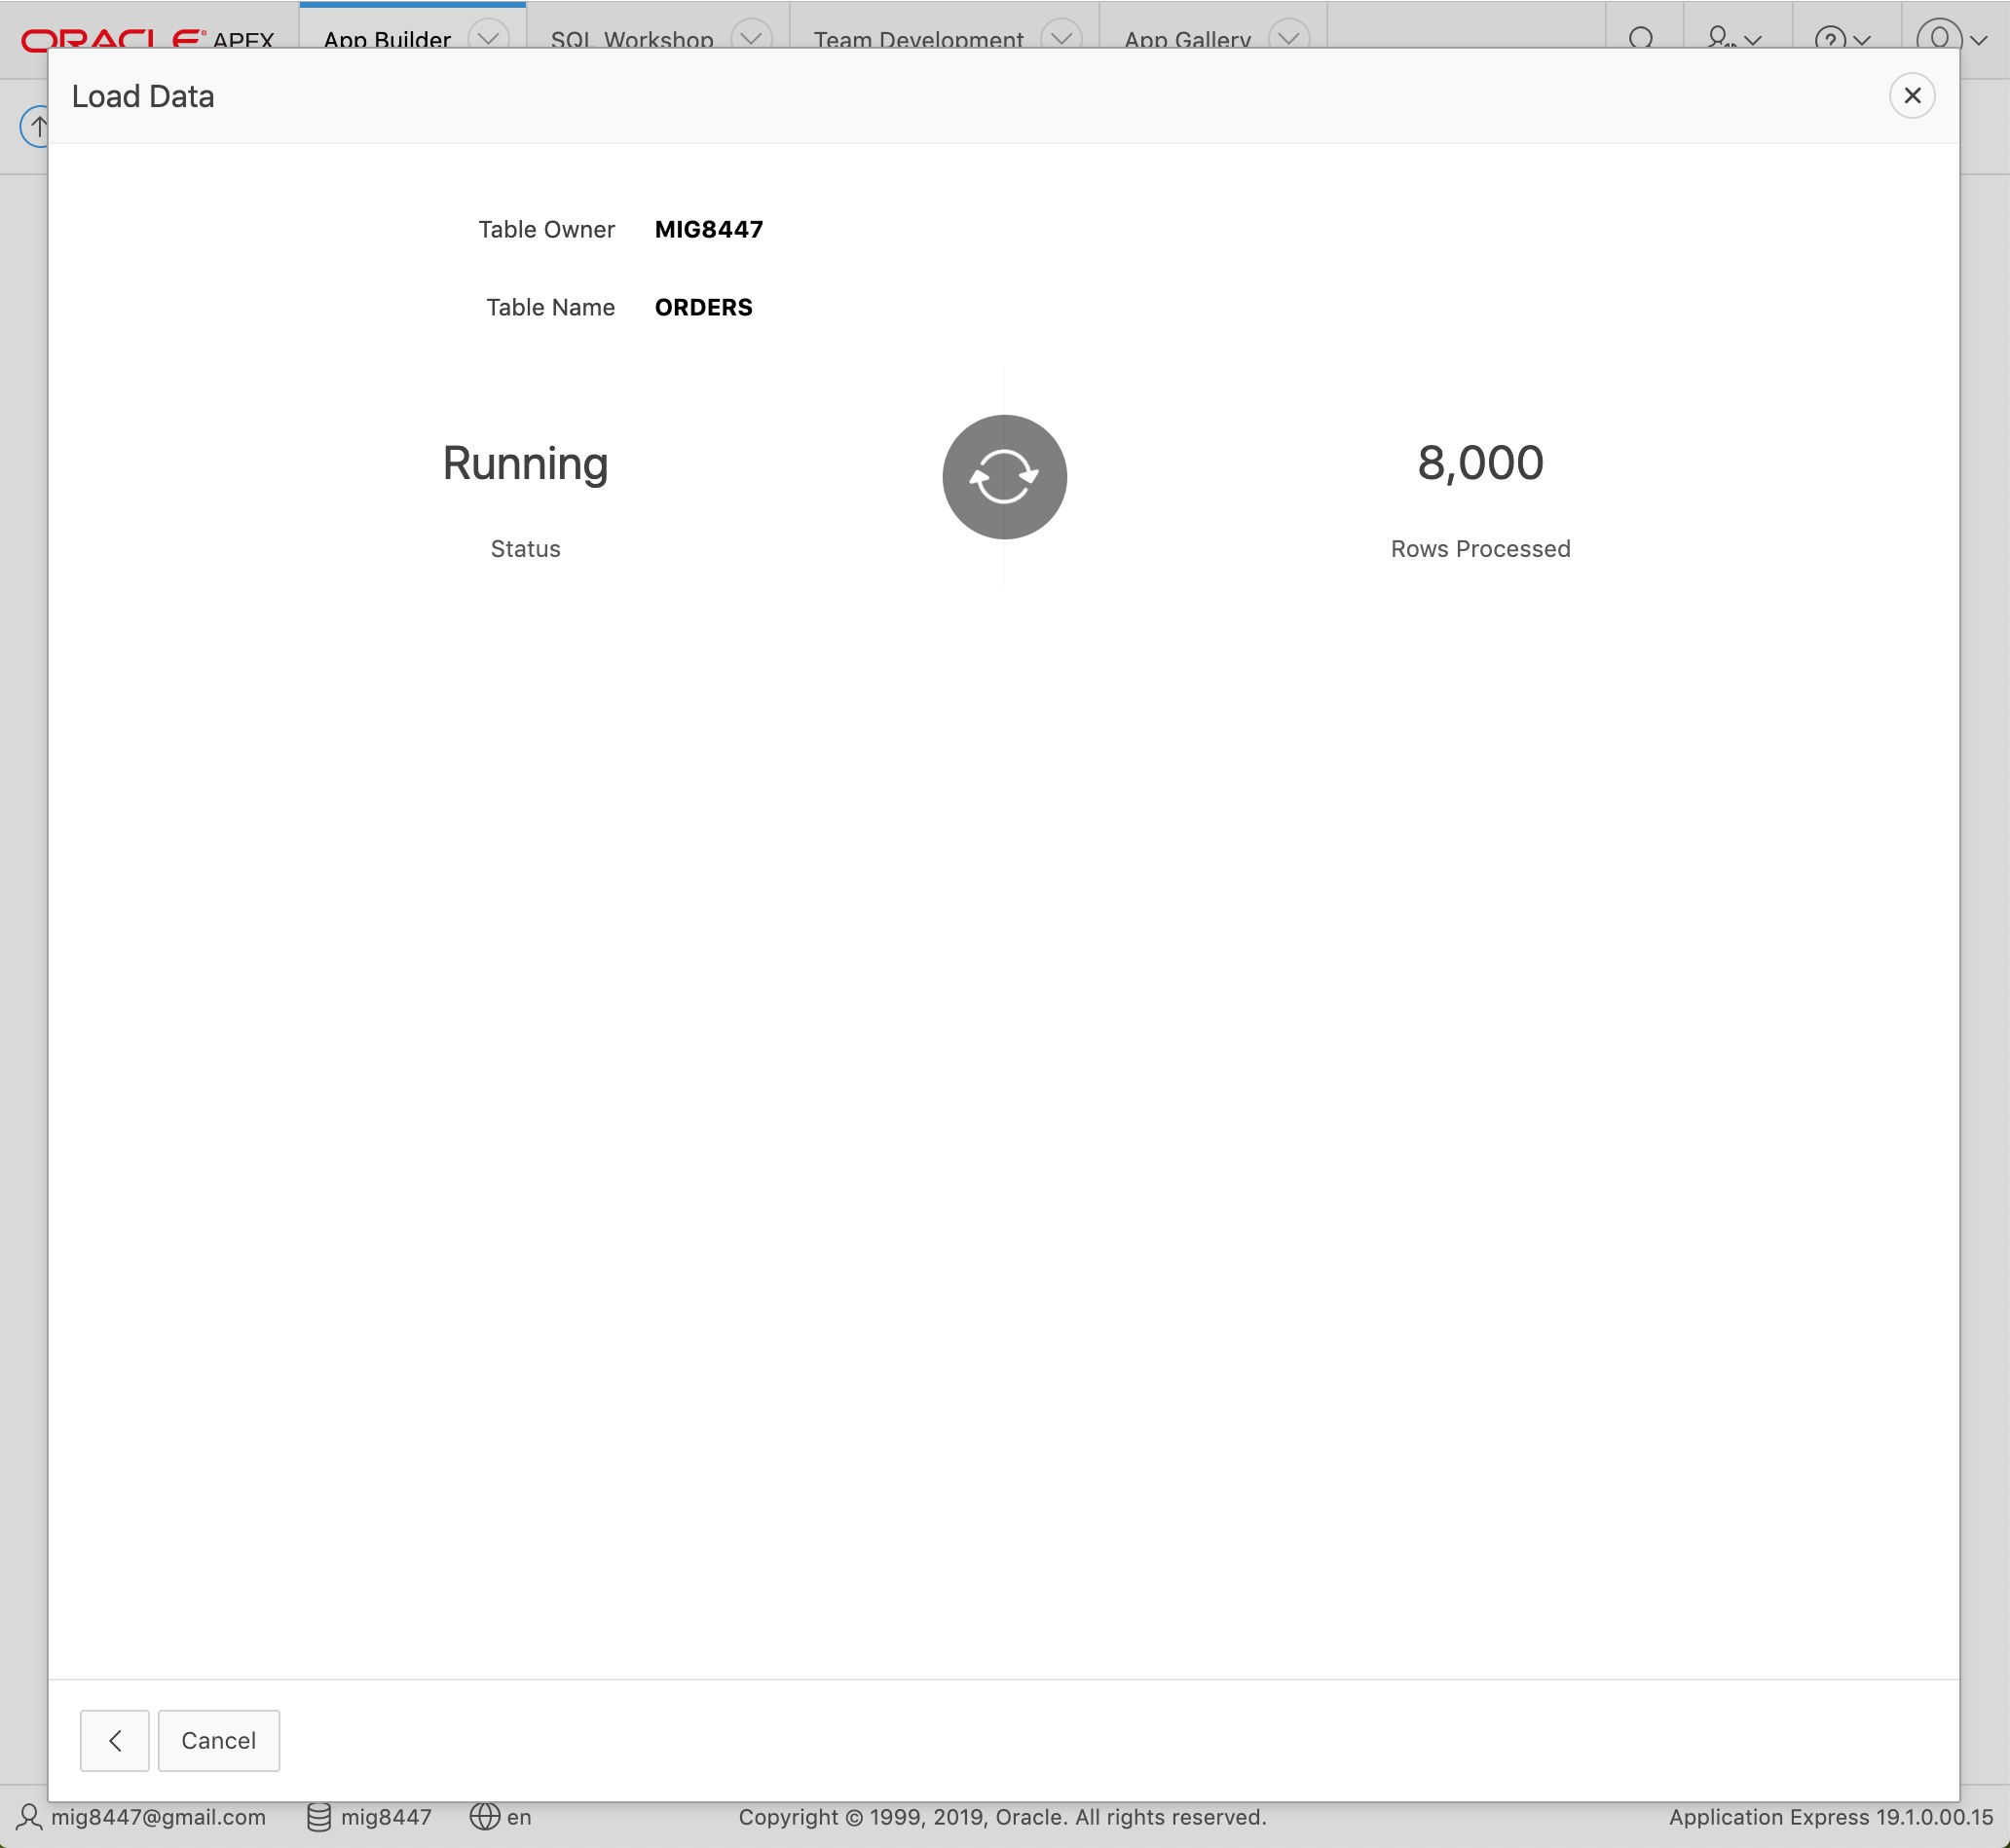 ORACLE APEX App Builder SQL Workshop Team Development App Gallery
Load Data
Table Owner MIG8447
Table Name ORDERS
Running 8,000
Status Rows Processed
Cancel
mig8447@gmail.com mig8447 en Copyright © 1999, 2019, Oracle. All rights reserved. Application Express 19.1.0.00.15